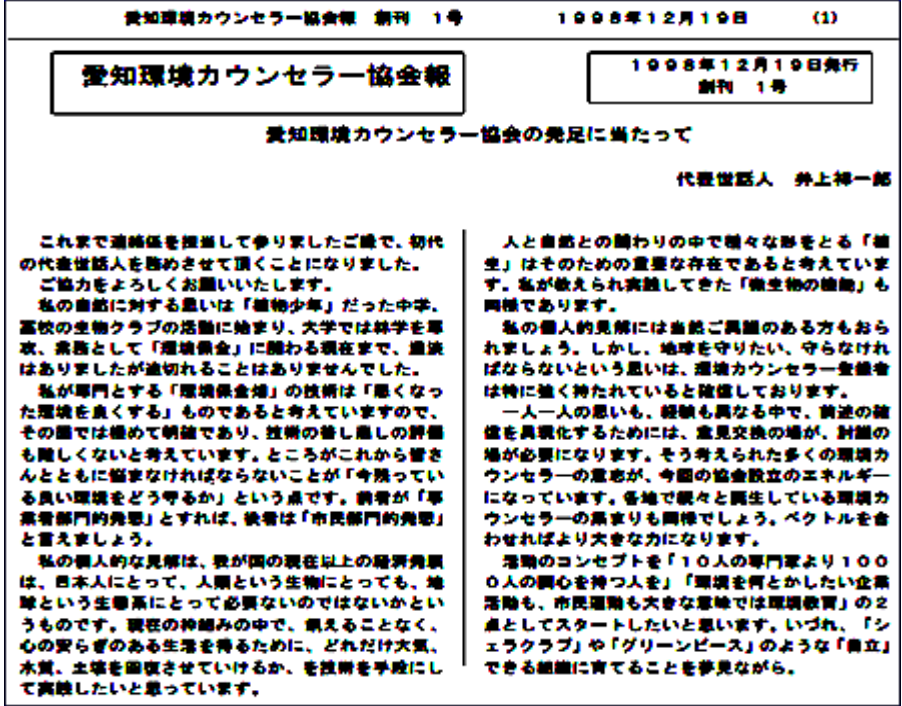 愛知環境カウンセラー協会報 創刊 1号 1998年12月19日 (1)
愛知環境カウンセラー協会報
1998年12月19日発行
創刊 1号
愛知環境カウンセラー協会の発足に当たって
代表世話人 井上祥一郎
これまで連絡係を担当して参りましたご縁で、初代
の代表世話人を務めさせて頂くことになりました。
ご協力をよろしくお願いいたします。
私の自然に対する思いは「植物少年」だった中学、
高校の生物クラブの活動に始まり、大学では林学を専
攻、業務として「環境保全」に関わる現在まで、濃淡
はありましたが途切れることはありませんでした。
私が専門とする「環境保全畑」の技術は「悪くなっ
た環境を良くする」ものであると考えていますので、
その面では極めて明確であり、技術の善し悪しの評価
も難しくないと考えています。ところがこれから皆さ
んとともに悩まなければならないことが「今残ってい
る良い環境をどう守るか」という点です。前者が「事
業者部門的発想」とすれば、後者は「市民部門的発想」
と言えましょう。
私の個人的な見解は、我が国の現在以上の経済発展
は、日本人にとって、人類という生物にとっても、地
球という生態系にとって必要ないのではないかとい
うものです。現在の枠組みの中で、飢えることなく、
心の安らぎのある生活を得るために、どれだけ大気、
水質、土壌を回復させていけるか、を技術を手段にし
て実践したいと思っています。
人と自然との関わりの中で種々な形をとる「植
生」はそのための重要な存在であると考えていま
す。私が教えられ実践してきた「微生物の機能」も
同様であります。
私の個人的見解には当然ご異議のある方もおら
れましょう。しかし、地球を守りたい、守らなけれ
ばならないという思いは、環境カウンセラー登録者
は特に強く持たれていると確信しております。
一人一人の思いも、経験も異なる中で、前述の確
信を具現化するためには、意見交換の場が、討議の
場が必要になります。そう考えられた多くの環境カ
ウンセラーの意志が、今回の協会設立のエネルギー
になっています。各地で続々と誕生している環境カ
ウンセラーの集まりも同様でしょう。ベクトルを合
わせればより大きな力になります。
活動のコンセプトを「10人の専門家より100
0人の関心を持つ人を」「環境を何とかしたい企業
活動も、市民運動も大きな意味では環境教育」の2
点としてスタートしたいと思います。いづれ、「シ
ェラクラブ」や「グリーンピース」のような「自立」
できる組織に育てることを夢見ながら。